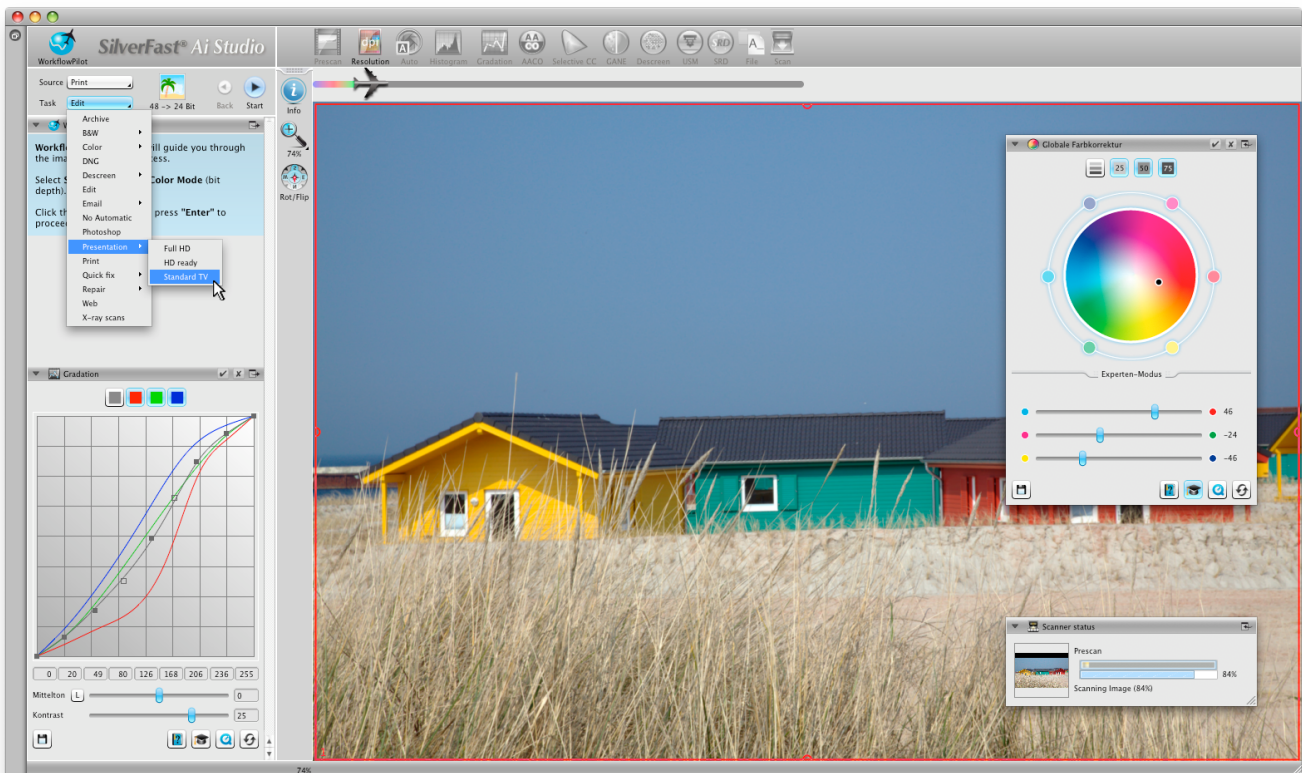 SilverFast® Ai Studio
WorkflowPilot
Prescan Resolution Auto Histogram Gradation AACO Selective CC GANE Descreen USM SRD File Scan
Source Print
Task Edit
48 -> 24 Bit Back Start
Info
74%
Rot/Flip
Archive
B&W
Color
DNG
Descreen
Edit
Email
No Automatic
Photoshop
Presentation
Print
Quick fix
Repair
Web
X-ray scans
Full HD
HD ready
Standard TV
ill guide you through
the ima
ess.
Select
Color Mode (bit
depth).
Click th
press "Enter" to
procee
Gradation
0 20 49 80 126 168 206 236 255
Mittelton L 0
Kontrast 25
74%
Globale Farbkorrektur
25 50 75
Experten-Modus
46
-24
-46
Scanner status
Prescan
84%
Scanning Image (84%)